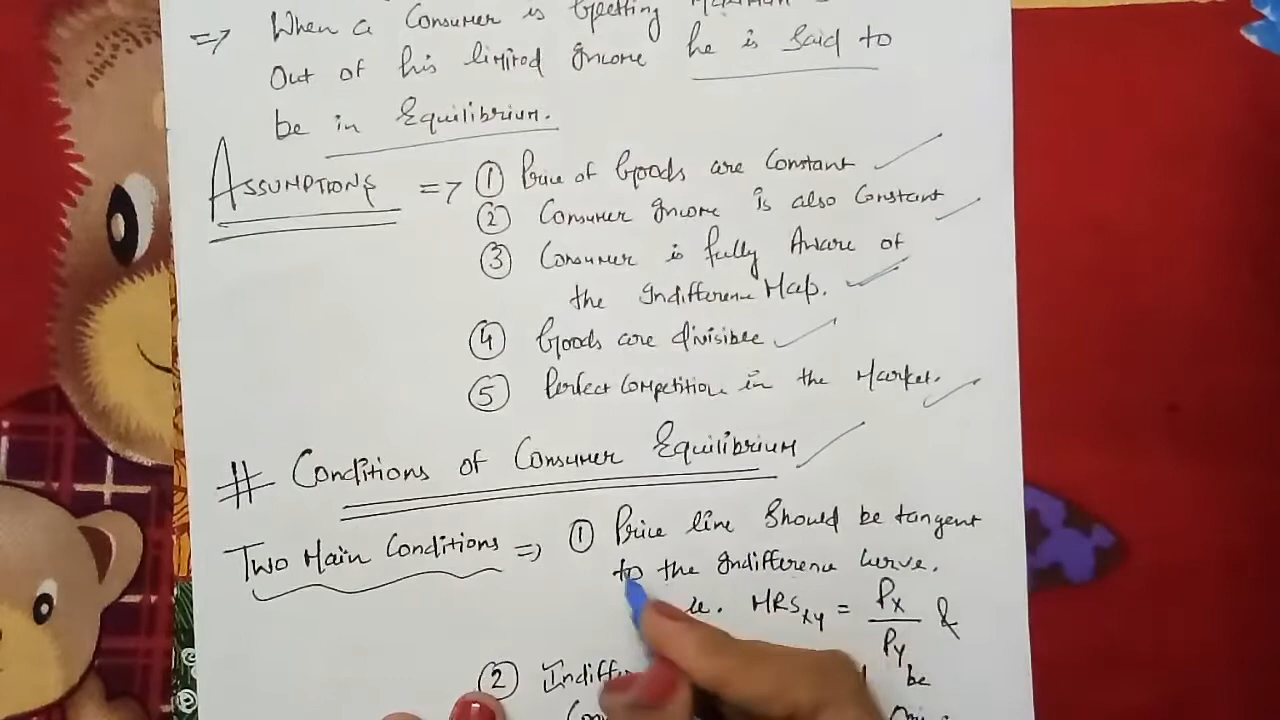 => When a Consumer is Getting
Out of his limited Income he is Said to
be in Equilibrium.
ASSUMPTIONS => ① Price of Goods are Constant
② Consumer Income is also Constant
③ Consumer is fully Aware of
the Indifference Map.
④ Goods are divisible
⑤ Perfect Competition in the Market.
# Conditions of Consumer Equilibrium
Two Main Conditions => ① Price line Should be tangent
to the Indifference Curve.
i.e. MRSxy = Px / Py &
② be